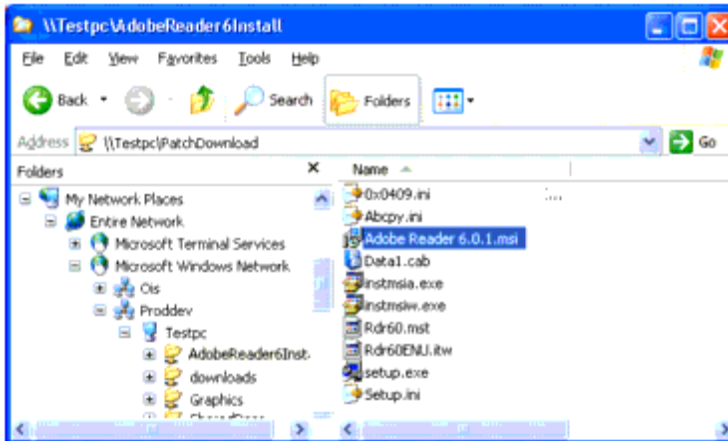 \\Testpc\AdobeReader6Install
File Edit View Favorites Tools Help
Back Search Folders
Address \\Testpc\PatchDownload Go
Folders
My Network Places
Entire Network
Microsoft Terminal Services
Microsoft Windows Network
Ois
Proddev
Testpc
AdobeReader6Inst
downloads
Graphics
Name
0x0409.ini
Abcpy.ini
Adobe Reader 6.0.1.msi
Data1.cab
instmsia.exe
instmsiw.exe
Rdr60.mst
Rdr60ENU.itw
setup.exe
Setup.ini